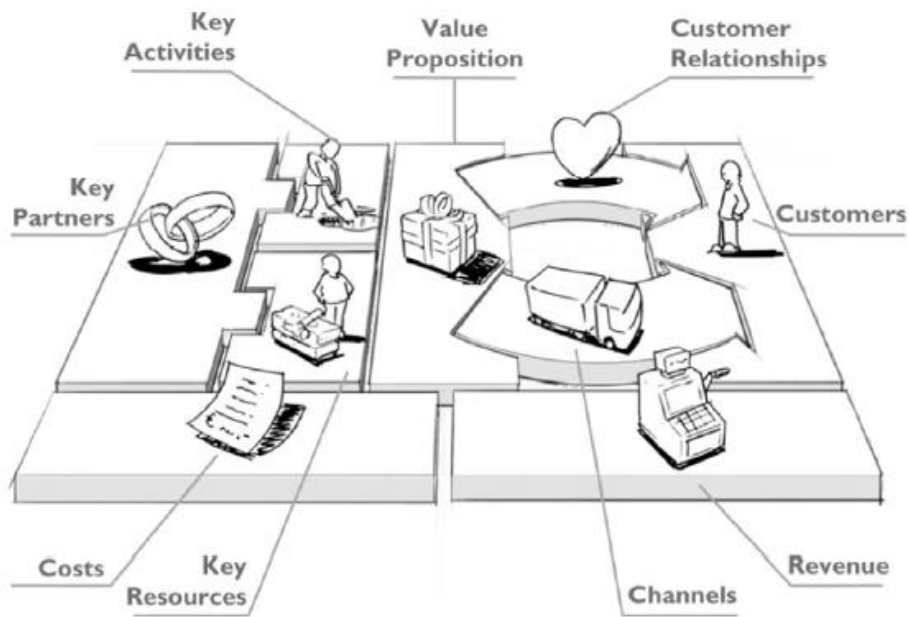 Key
Activities
Value
Proposition
Customer
Relationships
Key
Partners
Customers
Costs
Key
Resources
Channels
Revenue